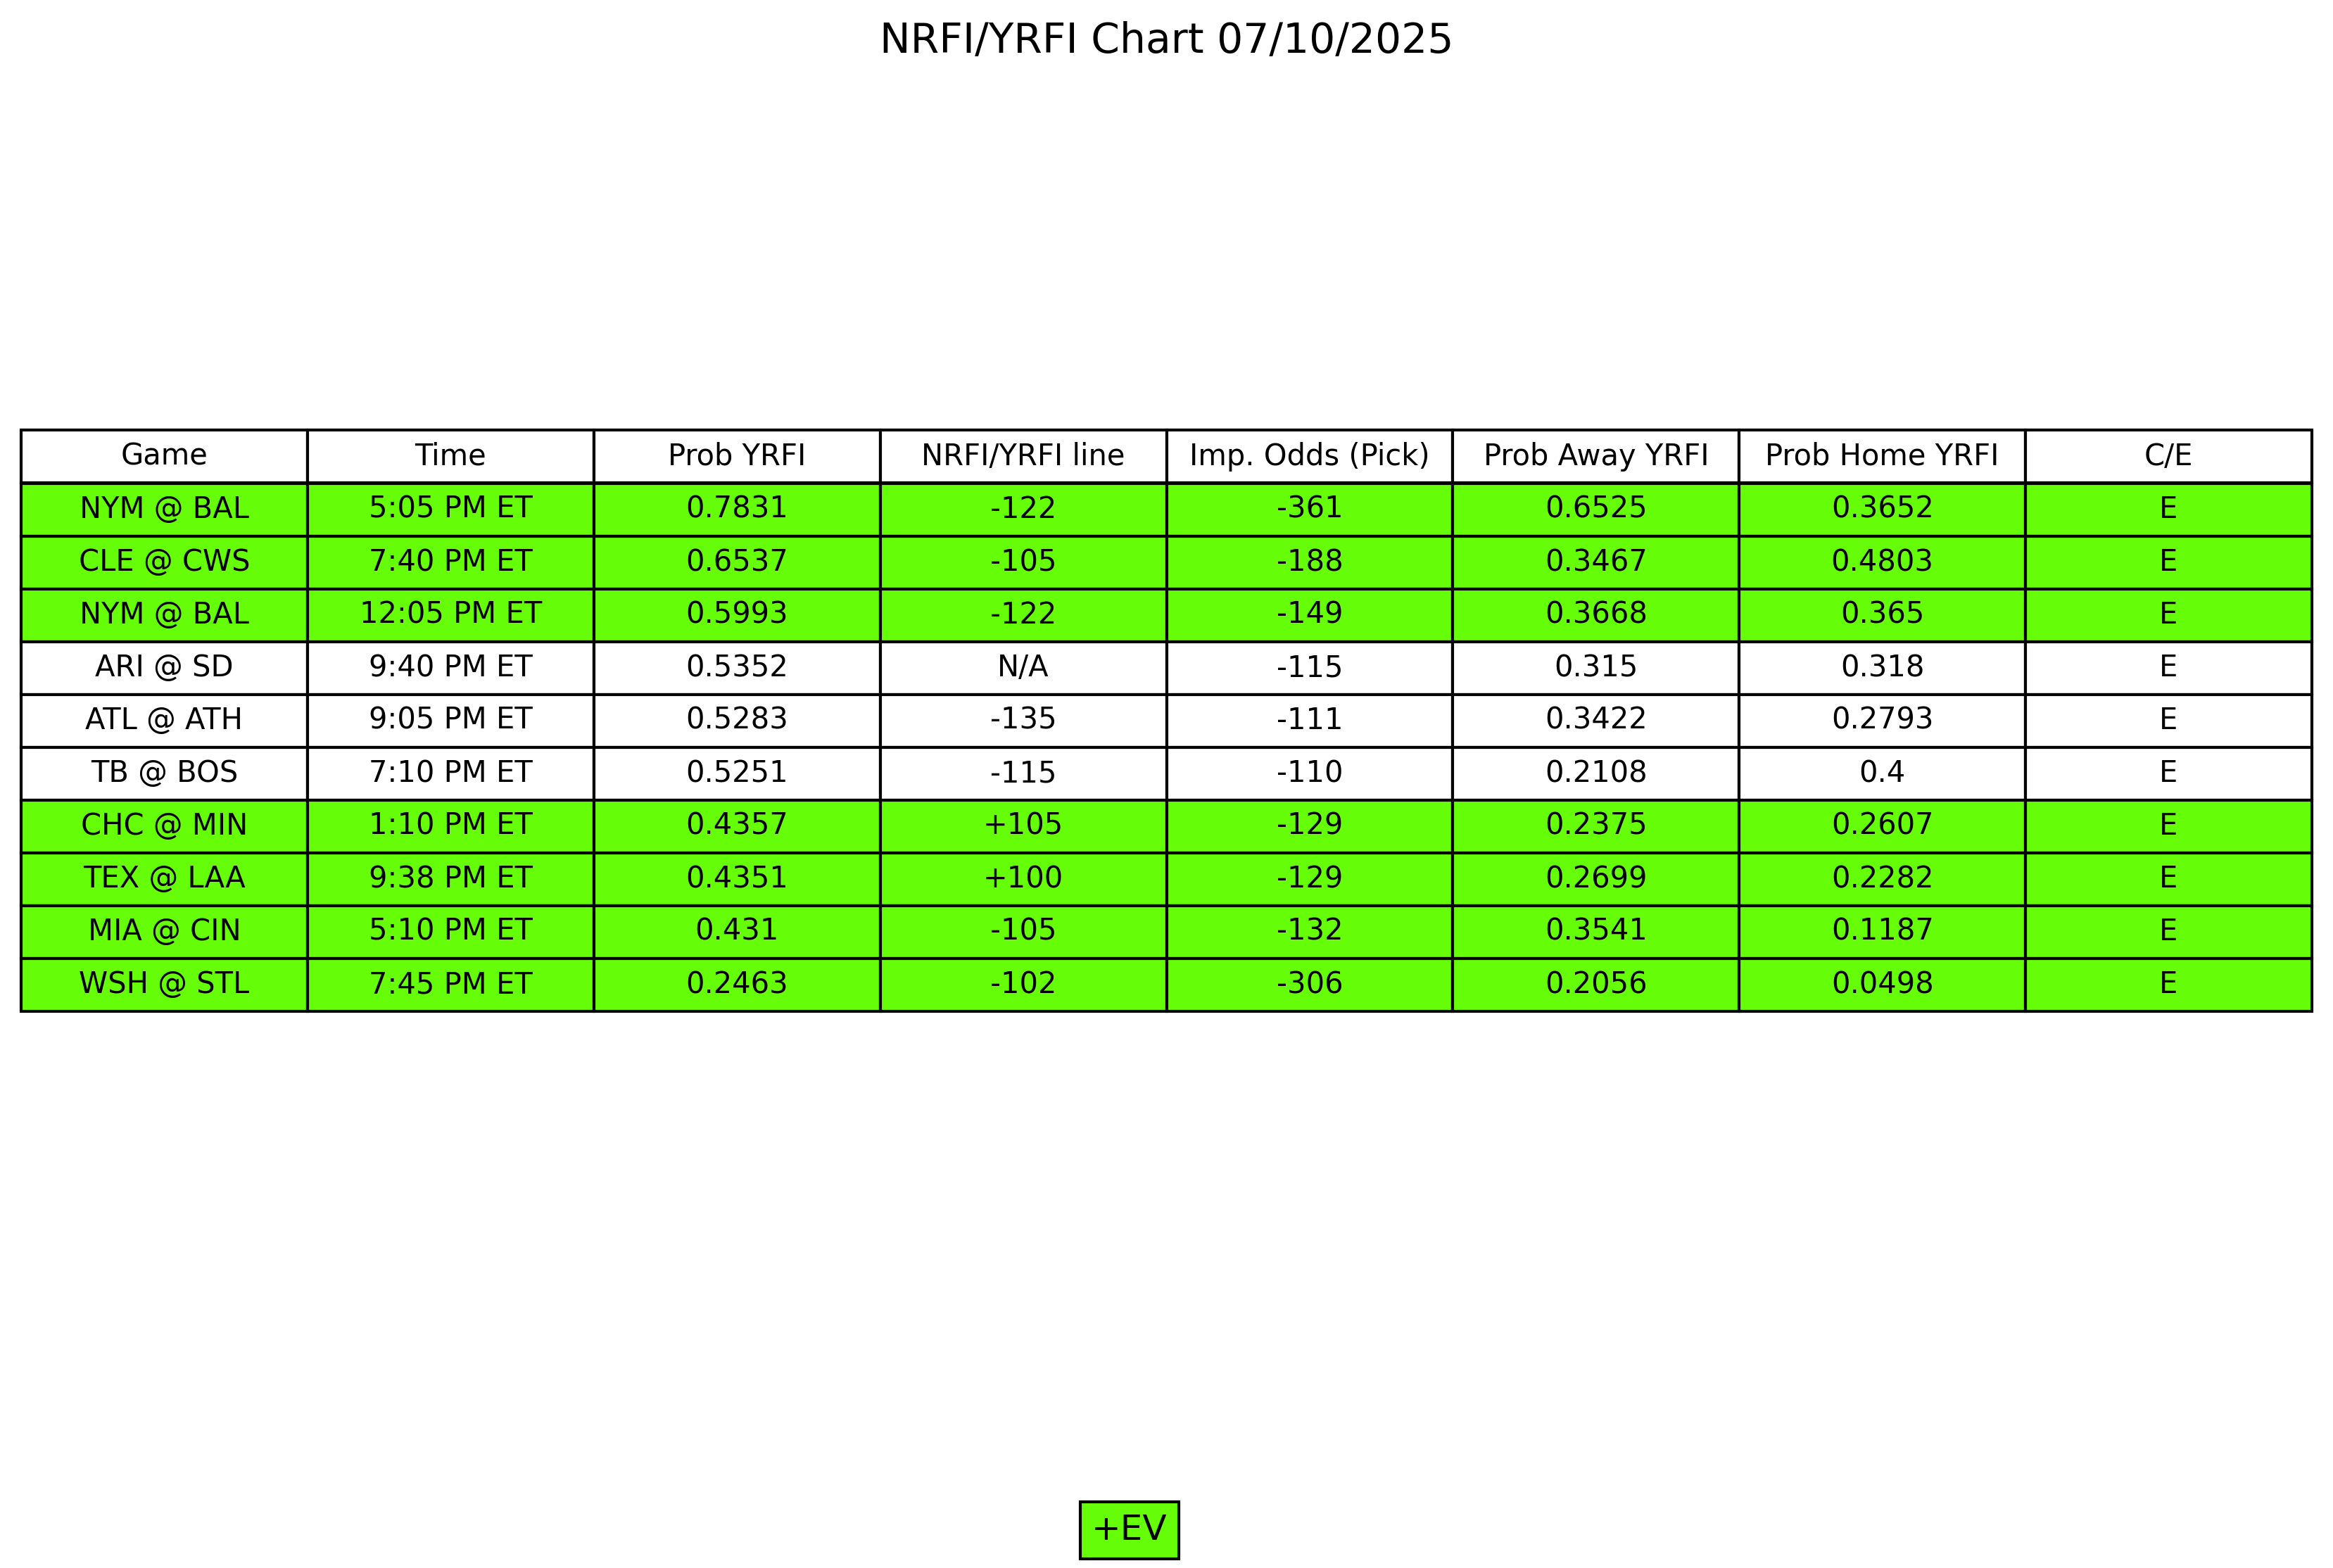 NRFI/YRFI Chart 07/10/2025
Game Time Prob YRFI NRFI/YRFI line Imp. Odds (Pick) Prob Away YRFI Prob Home YRFI C/E
NYM @ BAL 5:05 PM ET 0.7831 -122 -361 0.6525 0.3652 E
CLE @ CWS 7:40 PM ET 0.6537 -105 -188 0.3467 0.4803 E
NYM @ BAL 12:05 PM ET 0.5993 -122 -149 0.3668 0.365 E
ARI @ SD 9:40 PM ET 0.5352 N/A -115 0.315 0.318 E
ATL @ ATH 9:05 PM ET 0.5283 -135 -111 0.3422 0.2793 E
TB @ BOS 7:10 PM ET 0.5251 -115 -110 0.2108 0.4 E
CHC @ MIN 1:10 PM ET 0.4357 +105 -129 0.2375 0.2607 E
TEX @ LAA 9:38 PM ET 0.4351 +100 -129 0.2699 0.2282 E
MIA @ CIN 5:10 PM ET 0.431 -105 -132 0.3541 0.1187 E
WSH @ STL 7:45 PM ET 0.2463 -102 -306 0.2056 0.0498 E
+EV